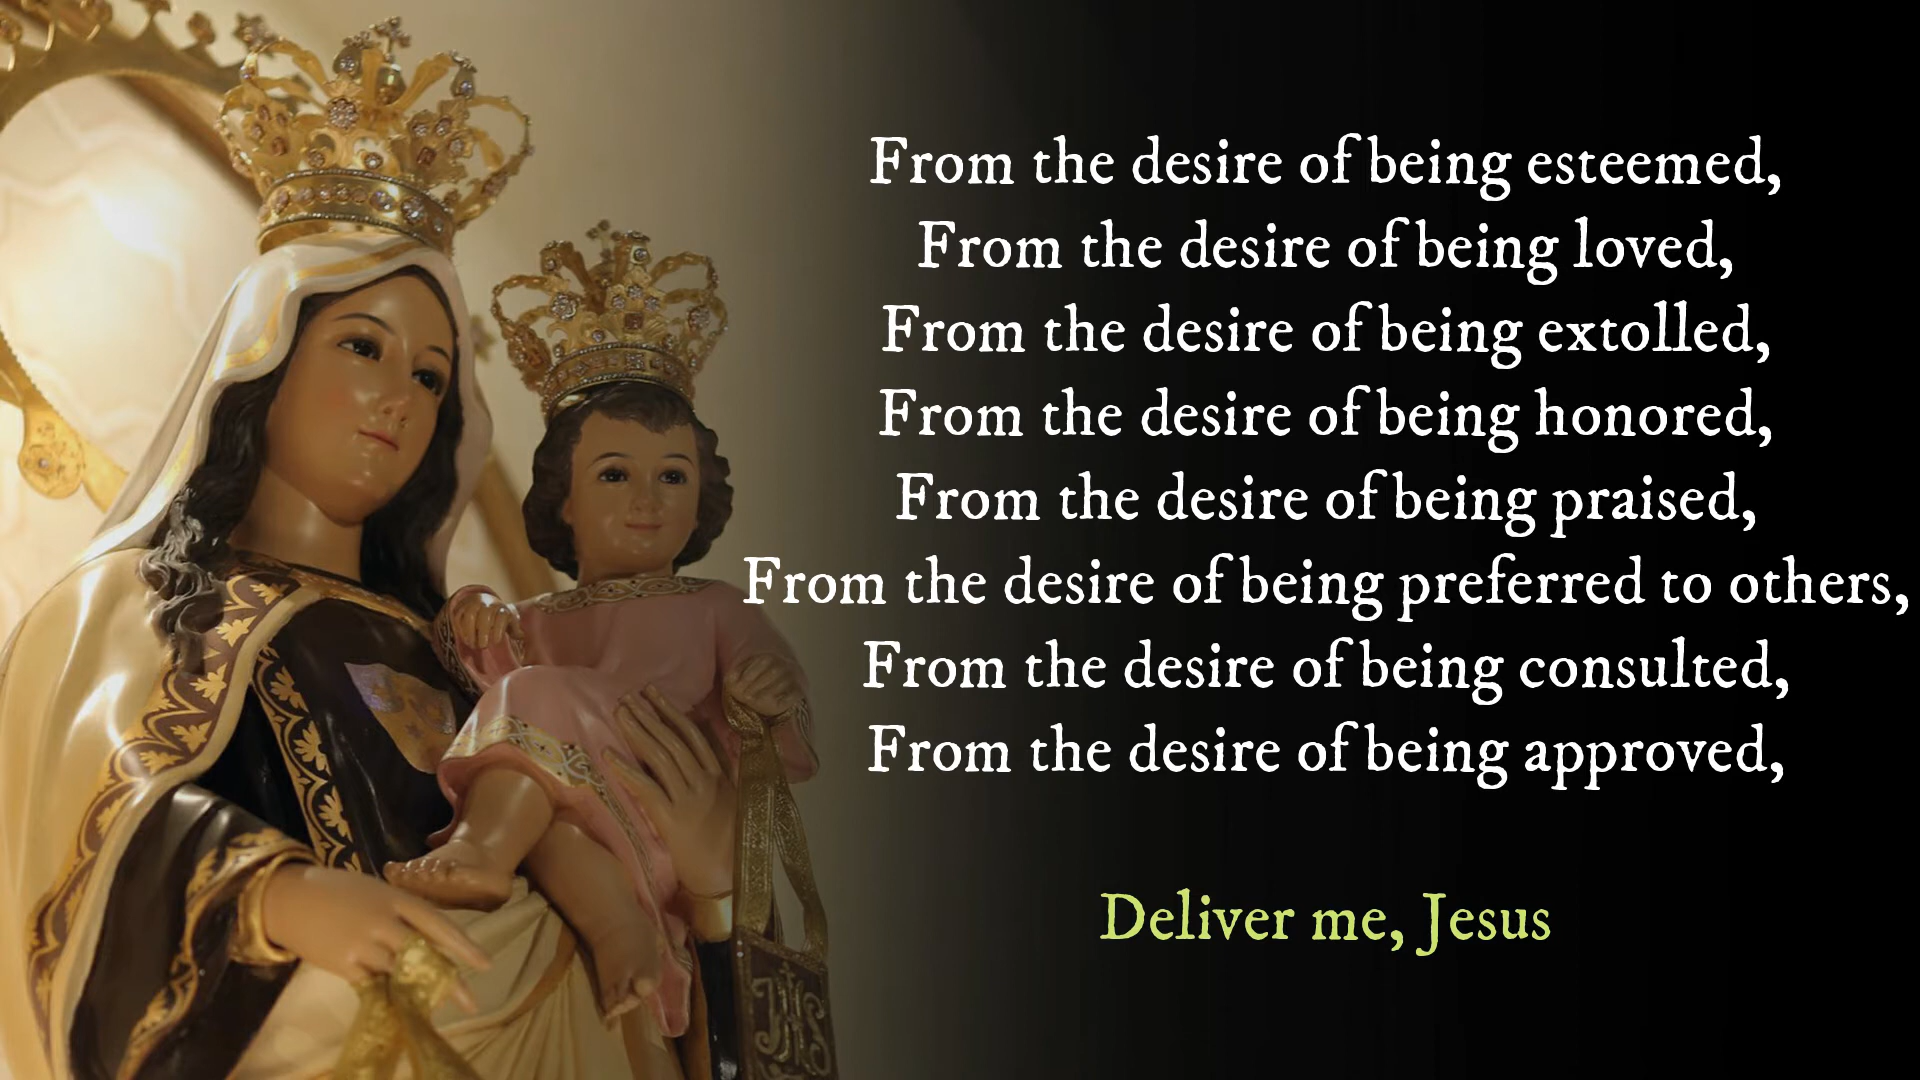 From the desire of being esteemed,
From the desire of being loved,
From the desire of being extolled,
From the desire of being honored,
From the desire of being praised,
From the desire of being preferred to others,
From the desire of being consulted,
From the desire of being approved,
Deliver me, Jesus
JHS